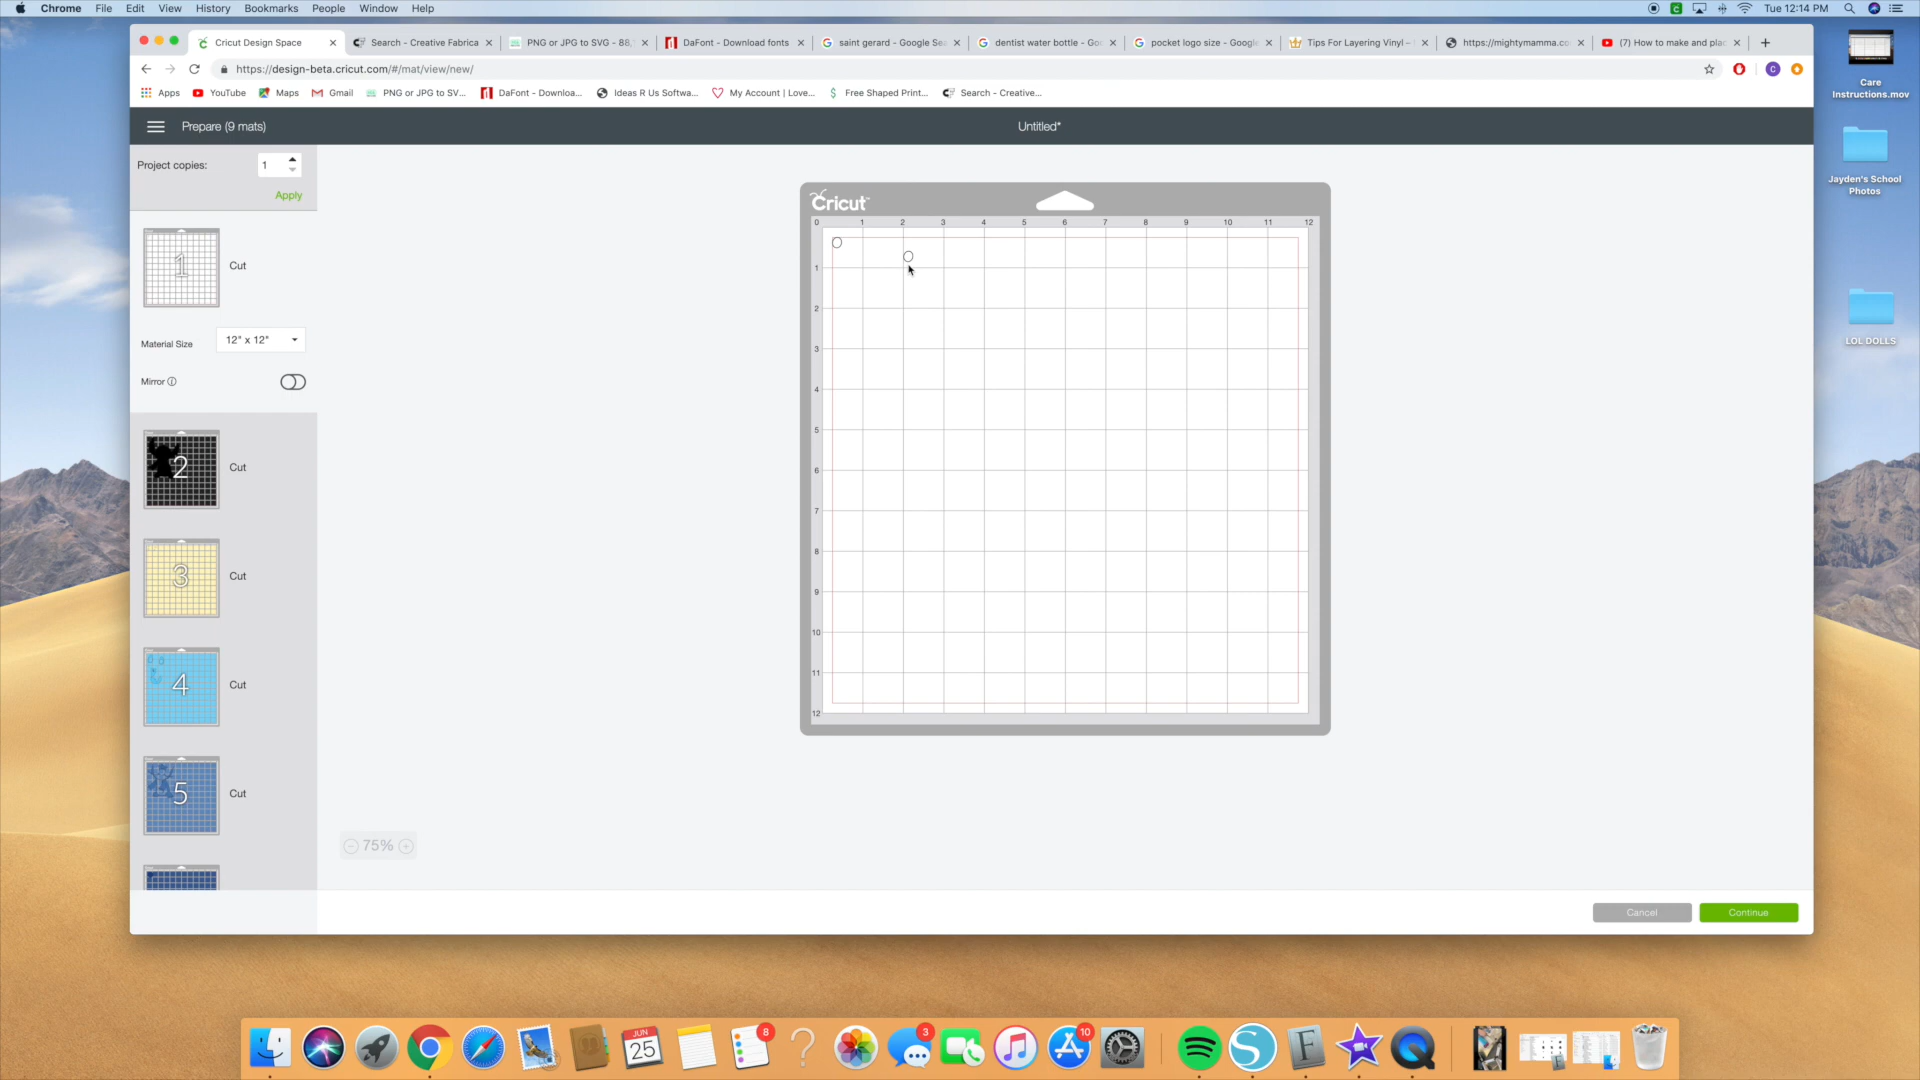 Chrome File Edit View History Bookmarks People Window Help
Tue 12:14 PM
Cricut Design Space
Search - Creative Fabrica
PNG or JPG to SVG - 88,
DaFont - Download fonts
saint gerard - Google Se
dentist water bottle - Goo
pocket logo size - Google
Tips For Layering Vinyl –
https://mightymamma.co
(7) How to make and plac
https://design-beta.cricut.com/#/mat/view/new/
C
Apps YouTube Maps Gmail PNG or JPG to SV... DaFont - Downloa... Ideas R Us Softwa... My Account | Love... Free Shaped Print... Search - Creative...
Care
Instructions.mov
Jayden's School
Photos
LOL DOLLS
Prepare (9 mats)
Untitled*
Project copies: 1
Apply
1 Cut
Material Size 12" x 12"
Mirror
2 Cut
3 Cut
4 Cut
5 Cut
Cricut
0 1 2 3 4 5 6 7 8 9 10 11 12
1
2
3
4
5
6
7
8
9
10
11
12
75%
Cancel Continue
JUN
25
8
3
10